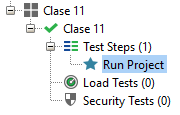 Clase 11
Clase 11
Test Steps (1)
Run Project
Load Tests (0)
Security Tests (0)